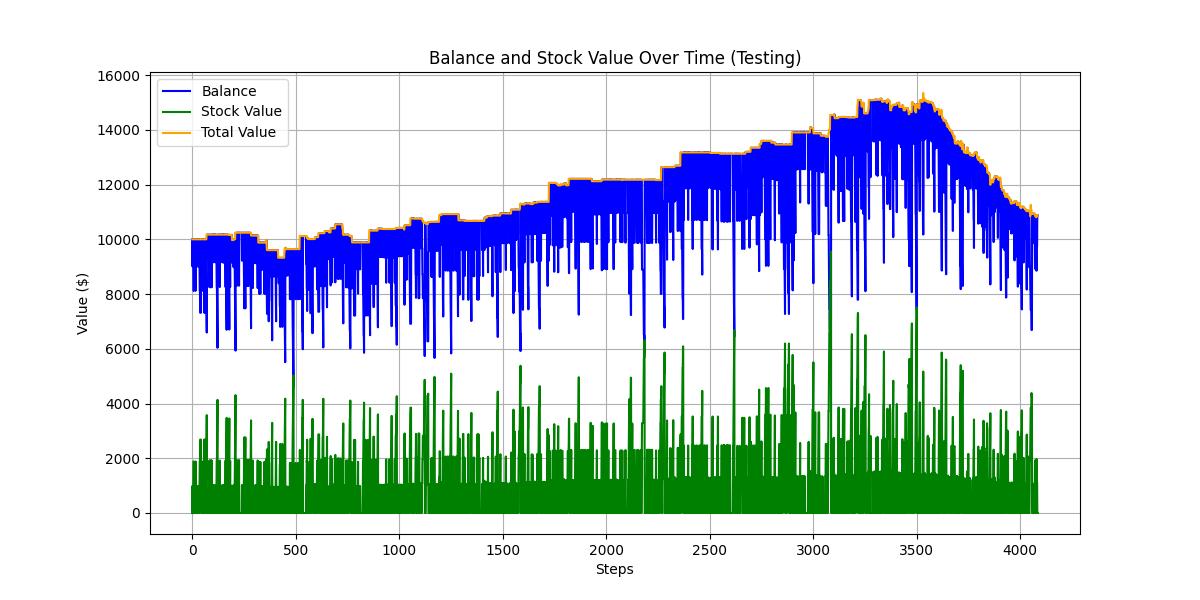 Balance and Stock Value Over Time (Testing)
Balance
Stock Value
Total Value
Value ($)
16000
14000
12000
10000
8000
6000
4000
2000
0
0 500 1000 1500 2000 2500 3000 3500 4000
Steps